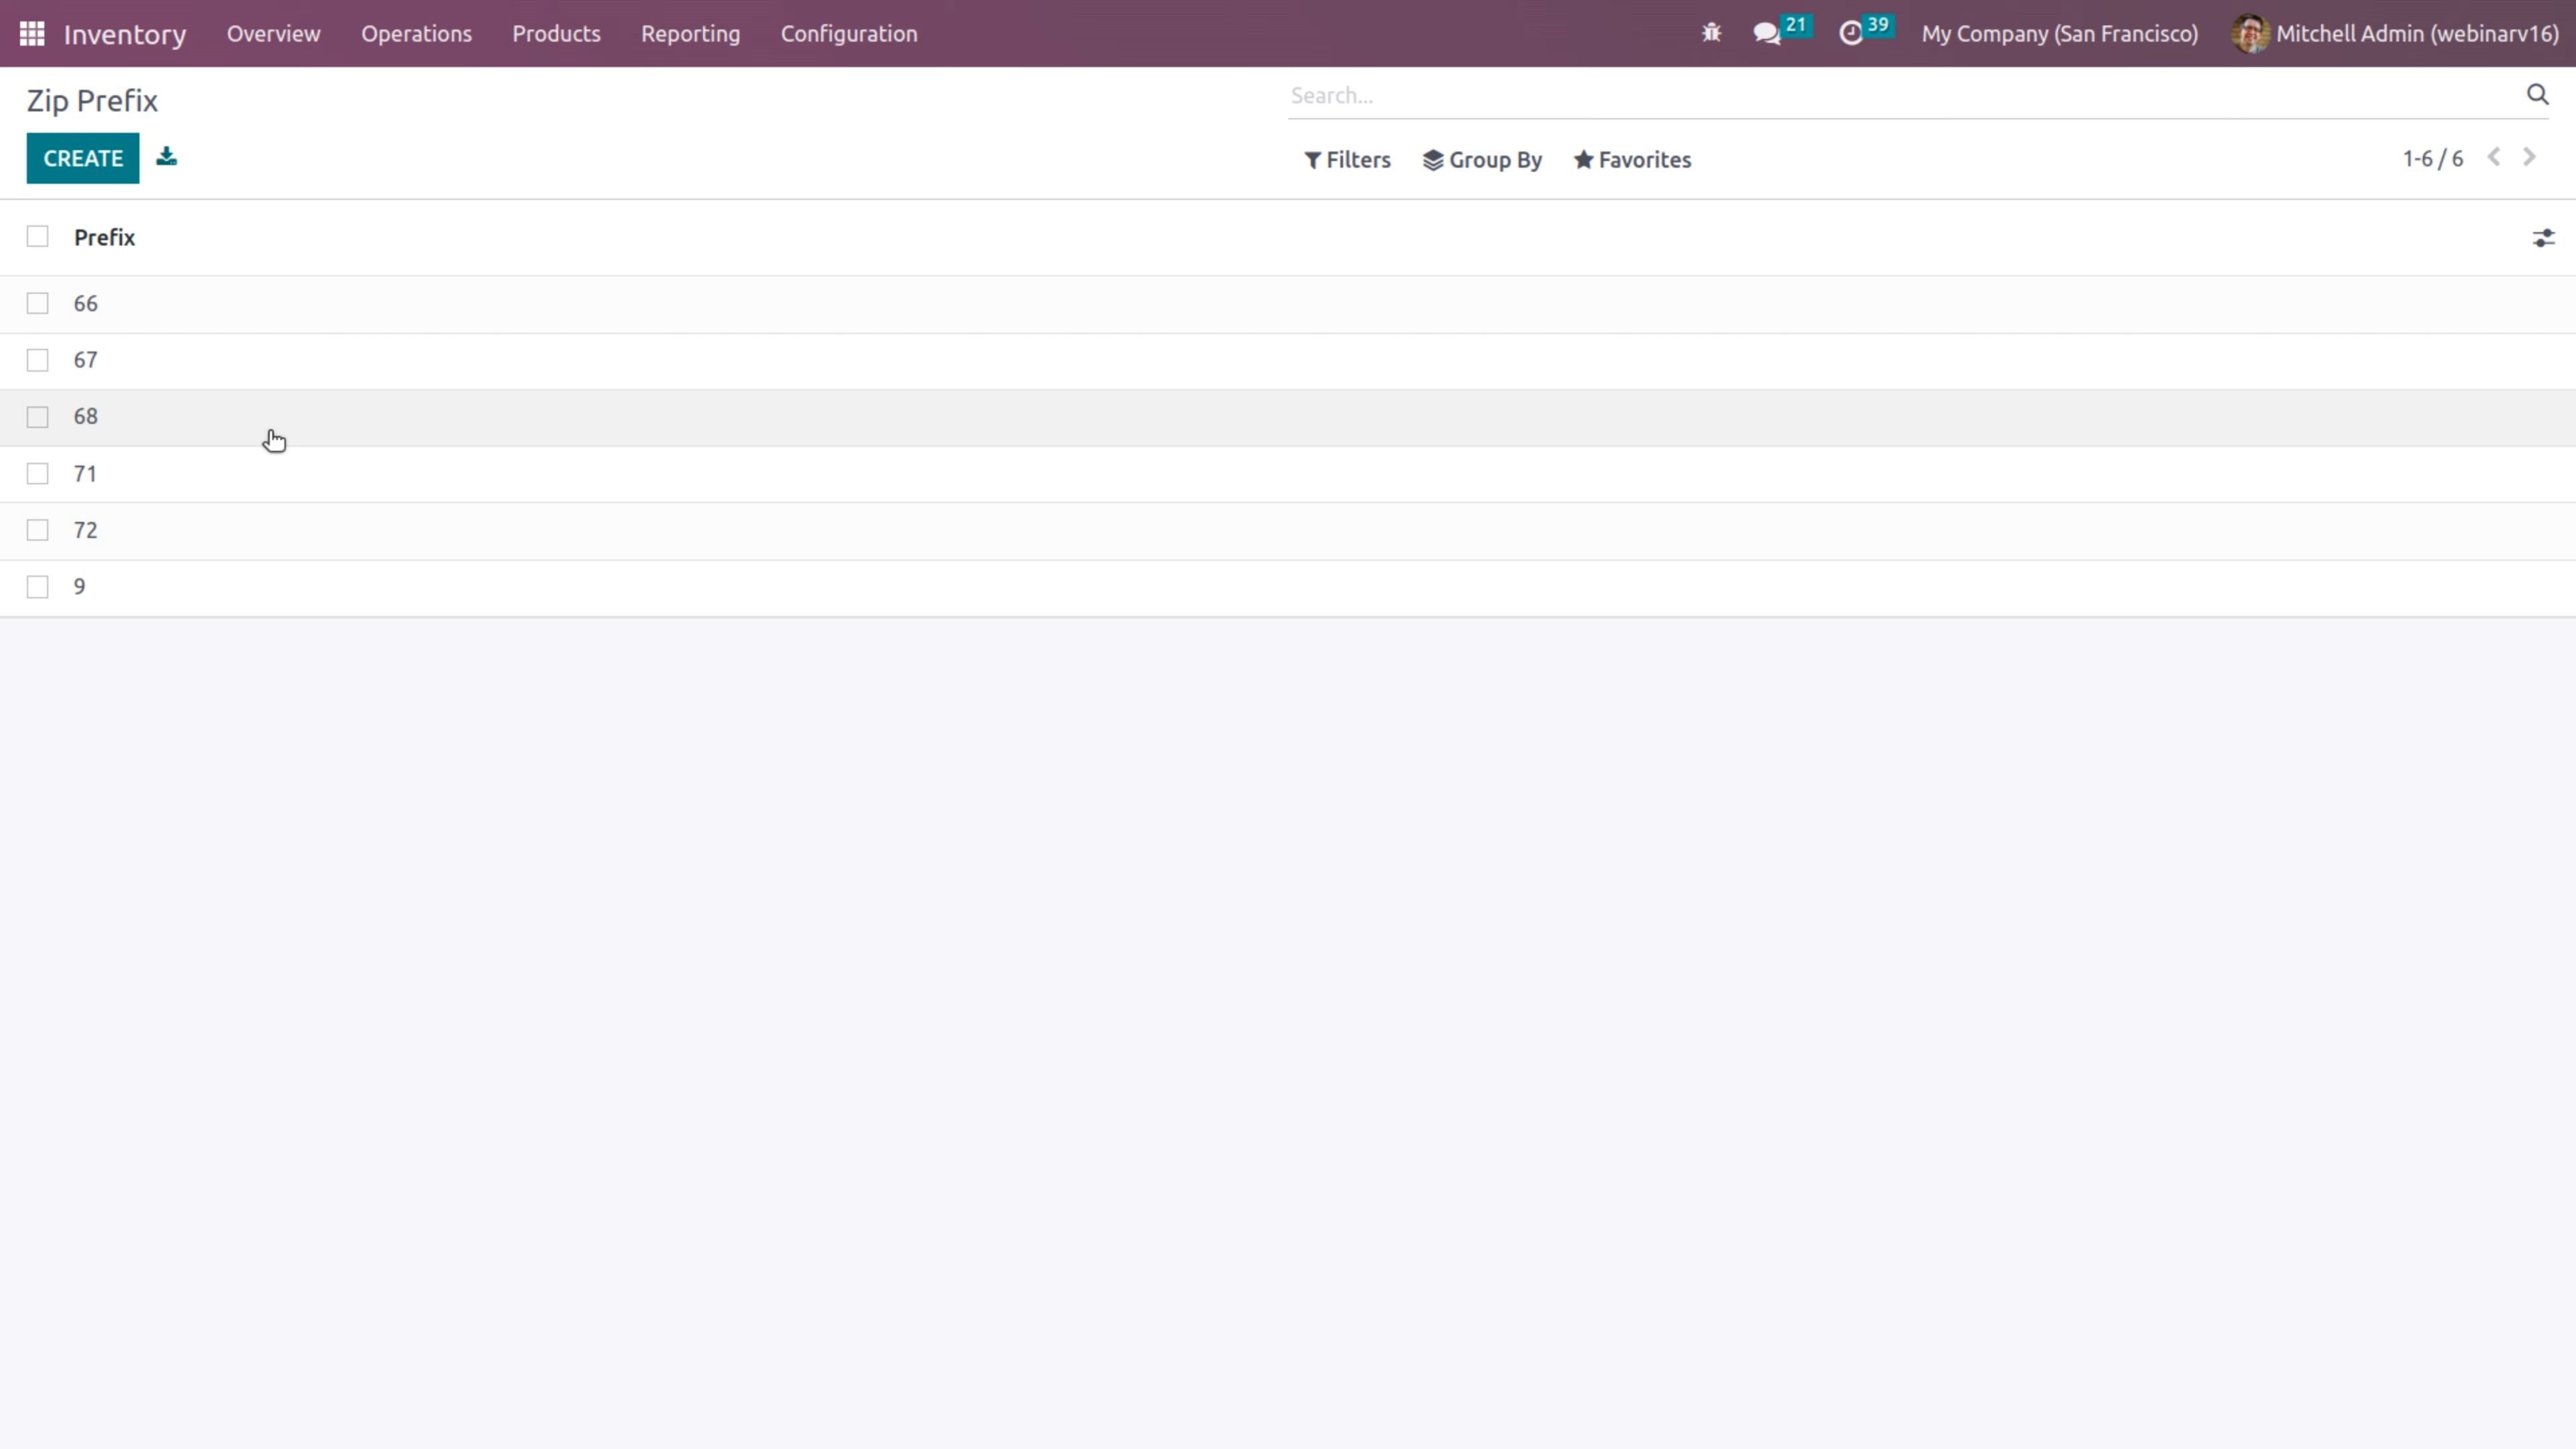 Inventory Overview Operations Products Reporting Configuration 21 39 My Company (San Francisco) Mitchell Admin (webinarv16)
Zip Prefix
Search...
CREATE
Filters Group By Favorites 1-6 / 6
Prefix
66
67
68
71
72
9